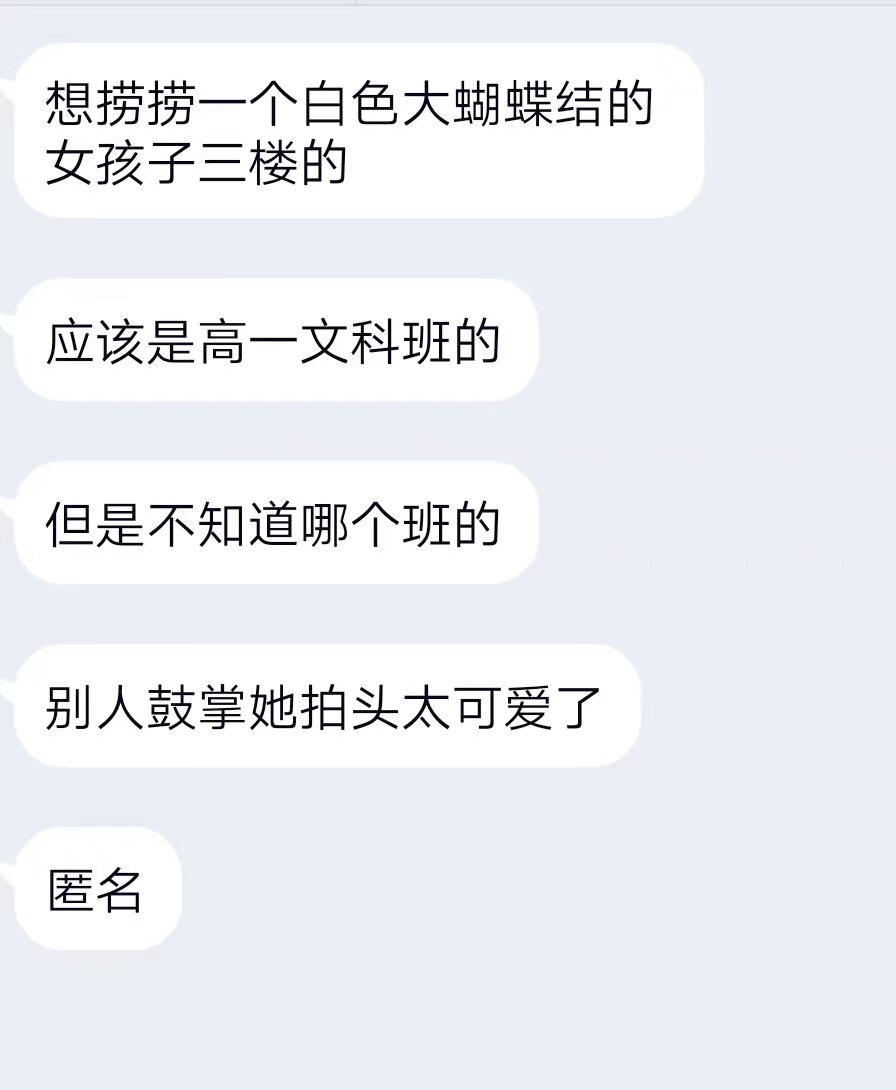 想捞捞一个白色大蝴蝶结的
女孩子三楼的
应该是高一文科班的
但是不知道哪个班的
别人鼓掌她拍头太可爱了
匿名